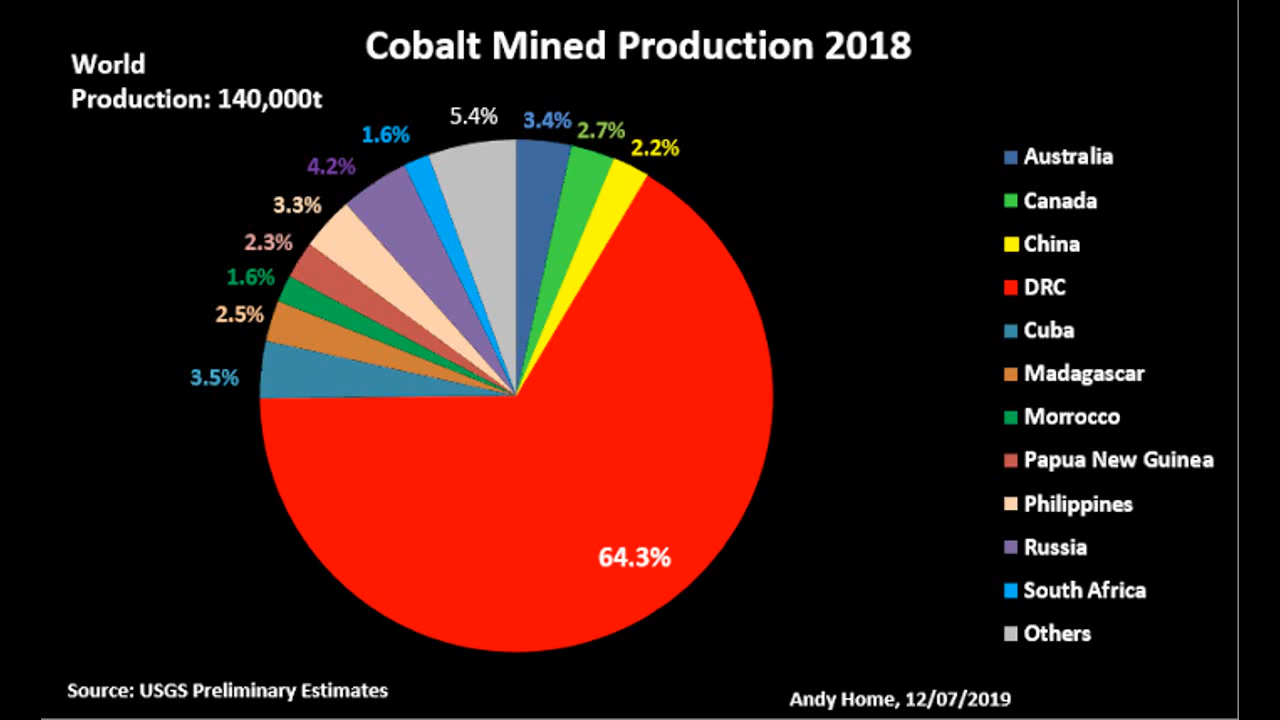 Cobalt Mined Production 2018
World
Production: 140,000t
5.4%
3.4%
2.7%
2.2%
1.6%
4.2%
3.3%
2.3%
1.6%
2.5%
3.5%
64.3%
Australia
Canada
China
DRC
Cuba
Madagascar
Morrocco
Papua New Guinea
Philippines
Russia
South Africa
Others
Source: USGS Preliminary Estimates
Andy Home, 12/07/2019